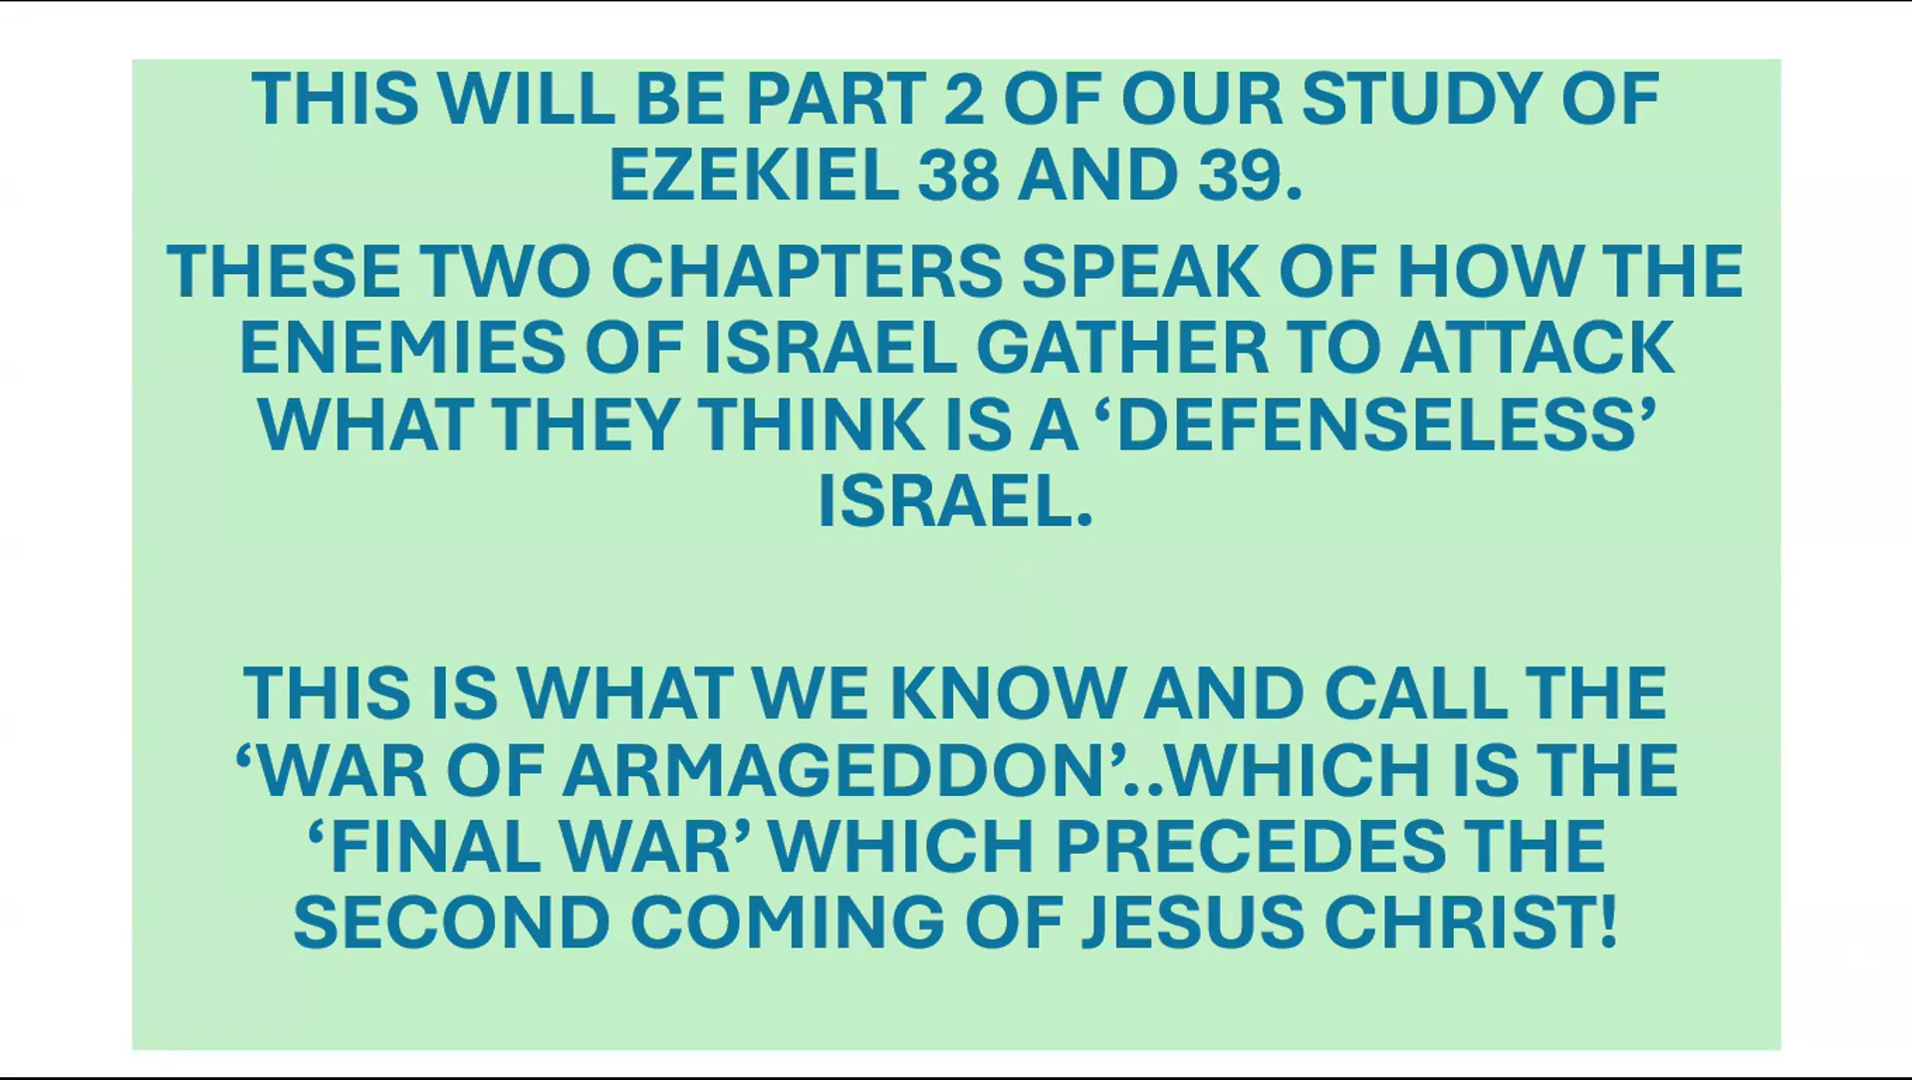 THIS WILL BE PART 2 OF OUR STUDY OF
EZEKIEL 38 AND 39.
THESE TWO CHAPTERS SPEAK OF HOW THE
ENEMIES OF ISRAEL GATHER TO ATTACK
WHAT THEY THINK IS A ‘DEFENSELESS’
ISRAEL.
THIS IS WHAT WE KNOW AND CALL THE
‘WAR OF ARMAGEDDON’..WHICH IS THE
‘FINAL WAR’ WHICH PRECEDES THE
SECOND COMING OF JESUS CHRIST!